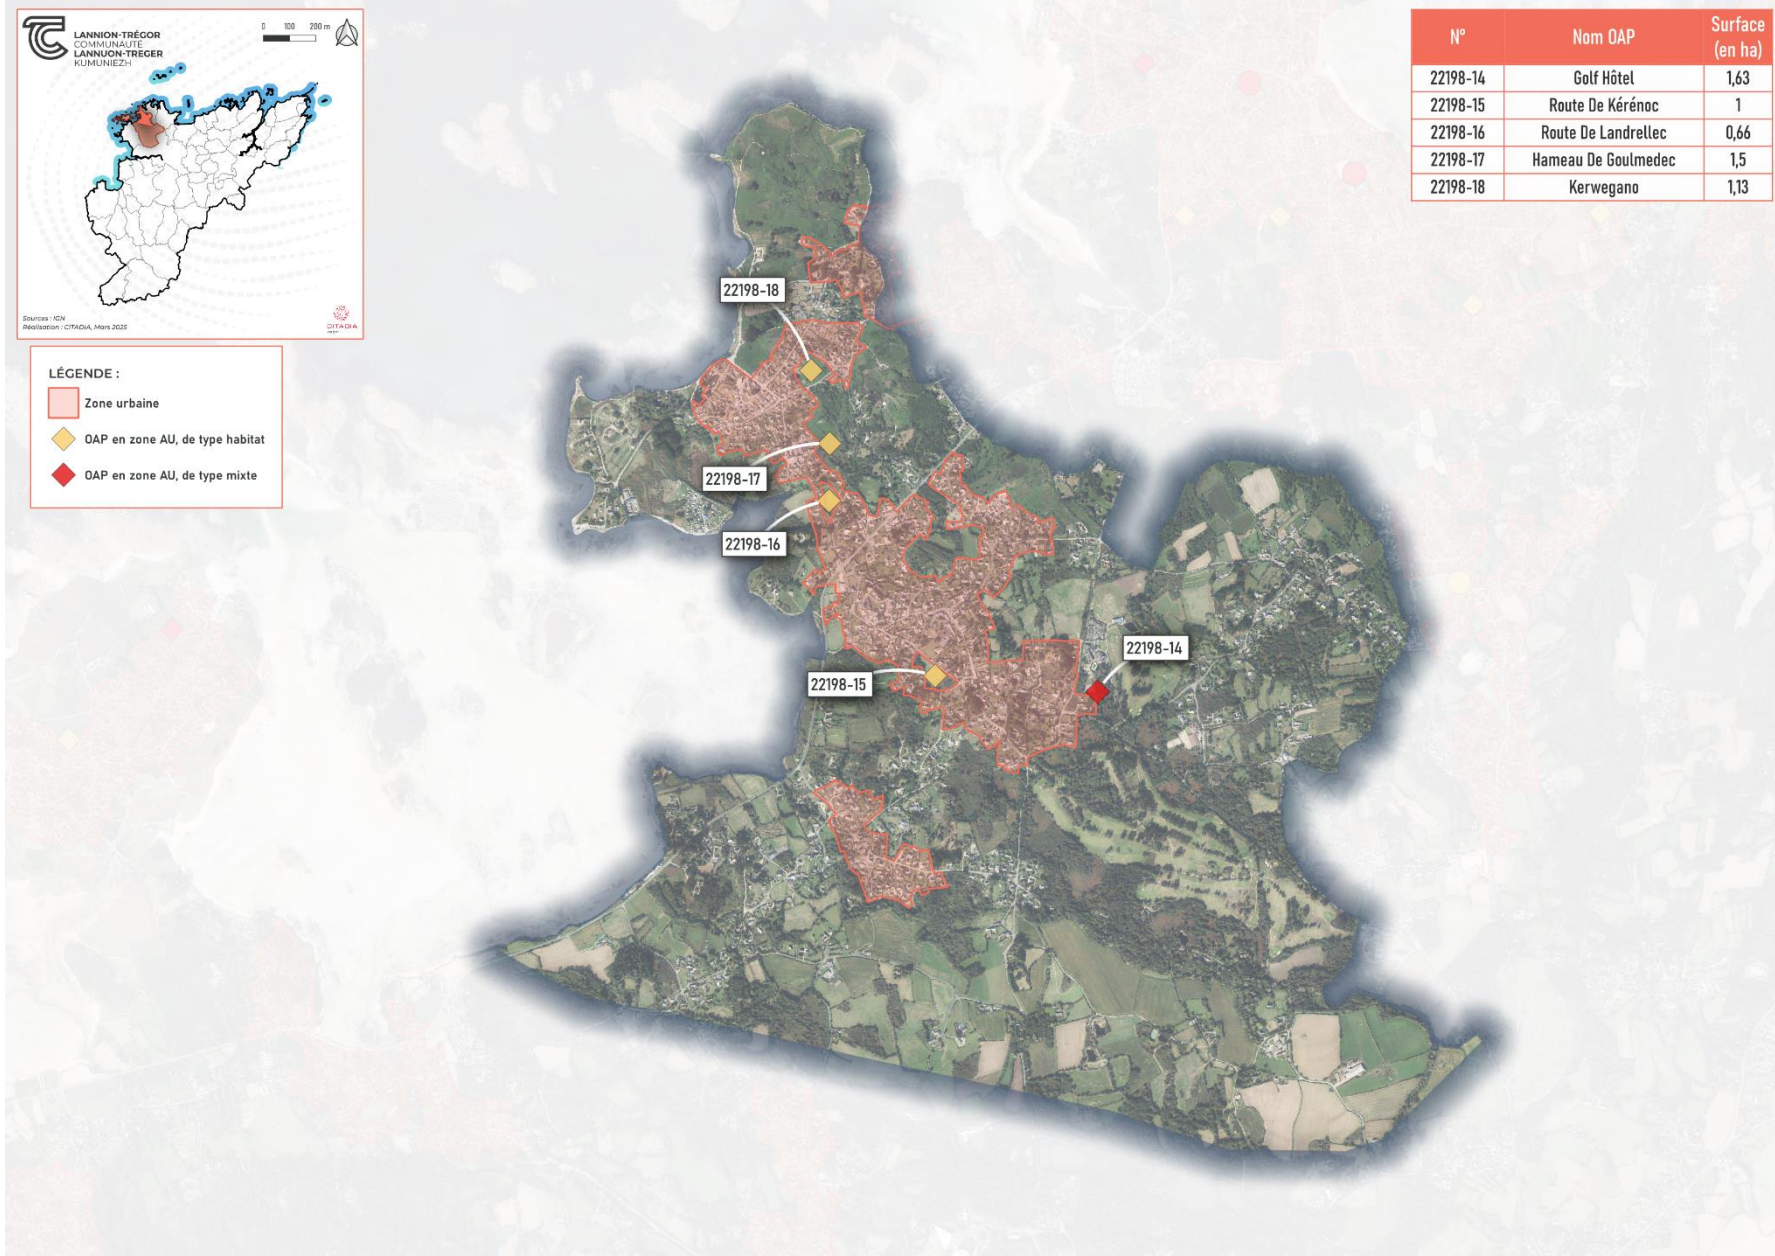 LANNION-TRÉGOR
COMMUNAUTÉ
LANNUON-TREGER
KUMUNIEZH
0 100 200 m
Sources : IGN
Réalisation : CITADIA, Mars 2025
CITADIA
LÉGENDE :
Zone urbaine
OAP en zone AU, de type habitat
OAP en zone AU, de type mixte
N° Nom OAP Surface (en ha)
22198-14 Golf Hôtel 1,63
22198-15 Route De Kérénoc 1
22198-16 Route De Landrellec 0,66
22198-17 Hameau De Goulmedec 1,5
22198-18 Kerwegano 1,13
22198-18
22198-17
22198-16
22198-14
22198-15